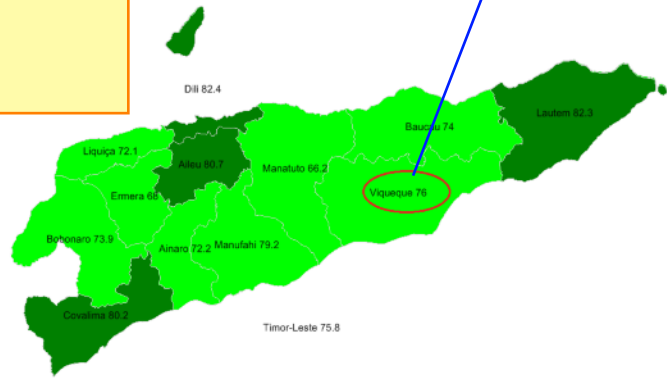 Dili 82.4
Lautem 82.3
Baucau 74
Liquiça 72.1
Aileu 80.7
Manatuto 66.2
Ermera 68
Viqueque 76
Bobonaro 73.9
Ainaro 72.2
Manufahi 79.2
Covalima 80.2
Timor-Leste 75.8